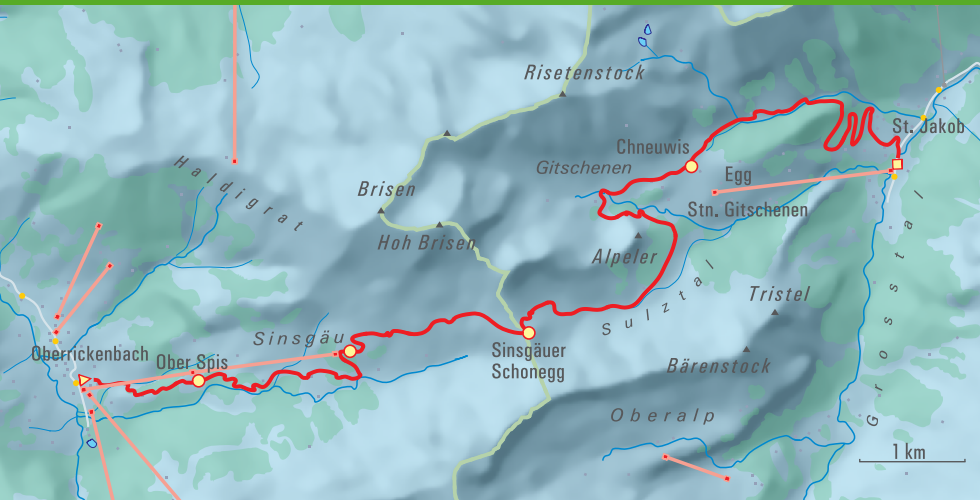 Risetenstock
St. Jakob
Chneuwis
Haldigrat
Gitschenen
Egg
Brisen
Stn. Gitschenen
Hoh Brisen
Alpeler
Grosstal
Sulztal
Tristel
Sinsgäu
Oberrickenbach
Ober Spis
Sinsgäuer
Schonegg
Bärenstock
Oberalp
1 km